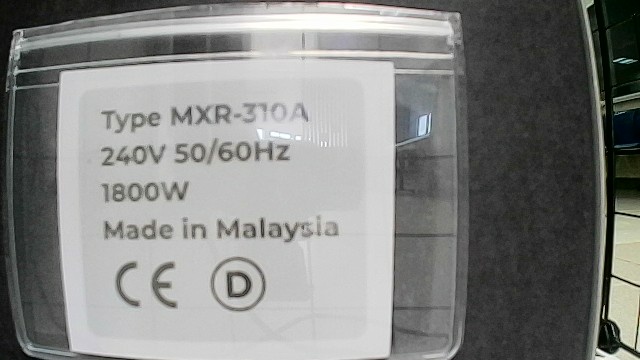 Type MXR-310A
240V 50/60Hz
1800W
Made in Malaysia
CE D